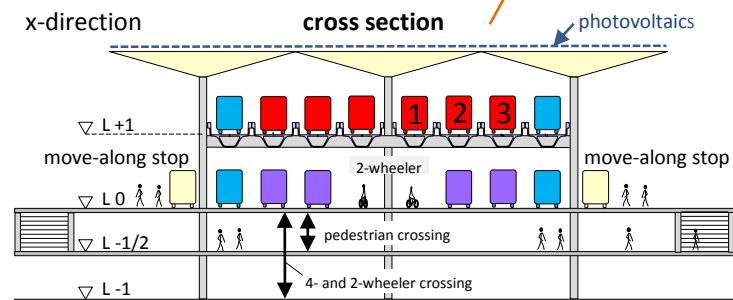 x-direction
cross section
photovoltaics
L +1
1 2 3
move-along stop
2-wheeler
move-along stop
L 0
pedestrian crossing
L -1/2
4- and 2-wheeler crossing
L -1